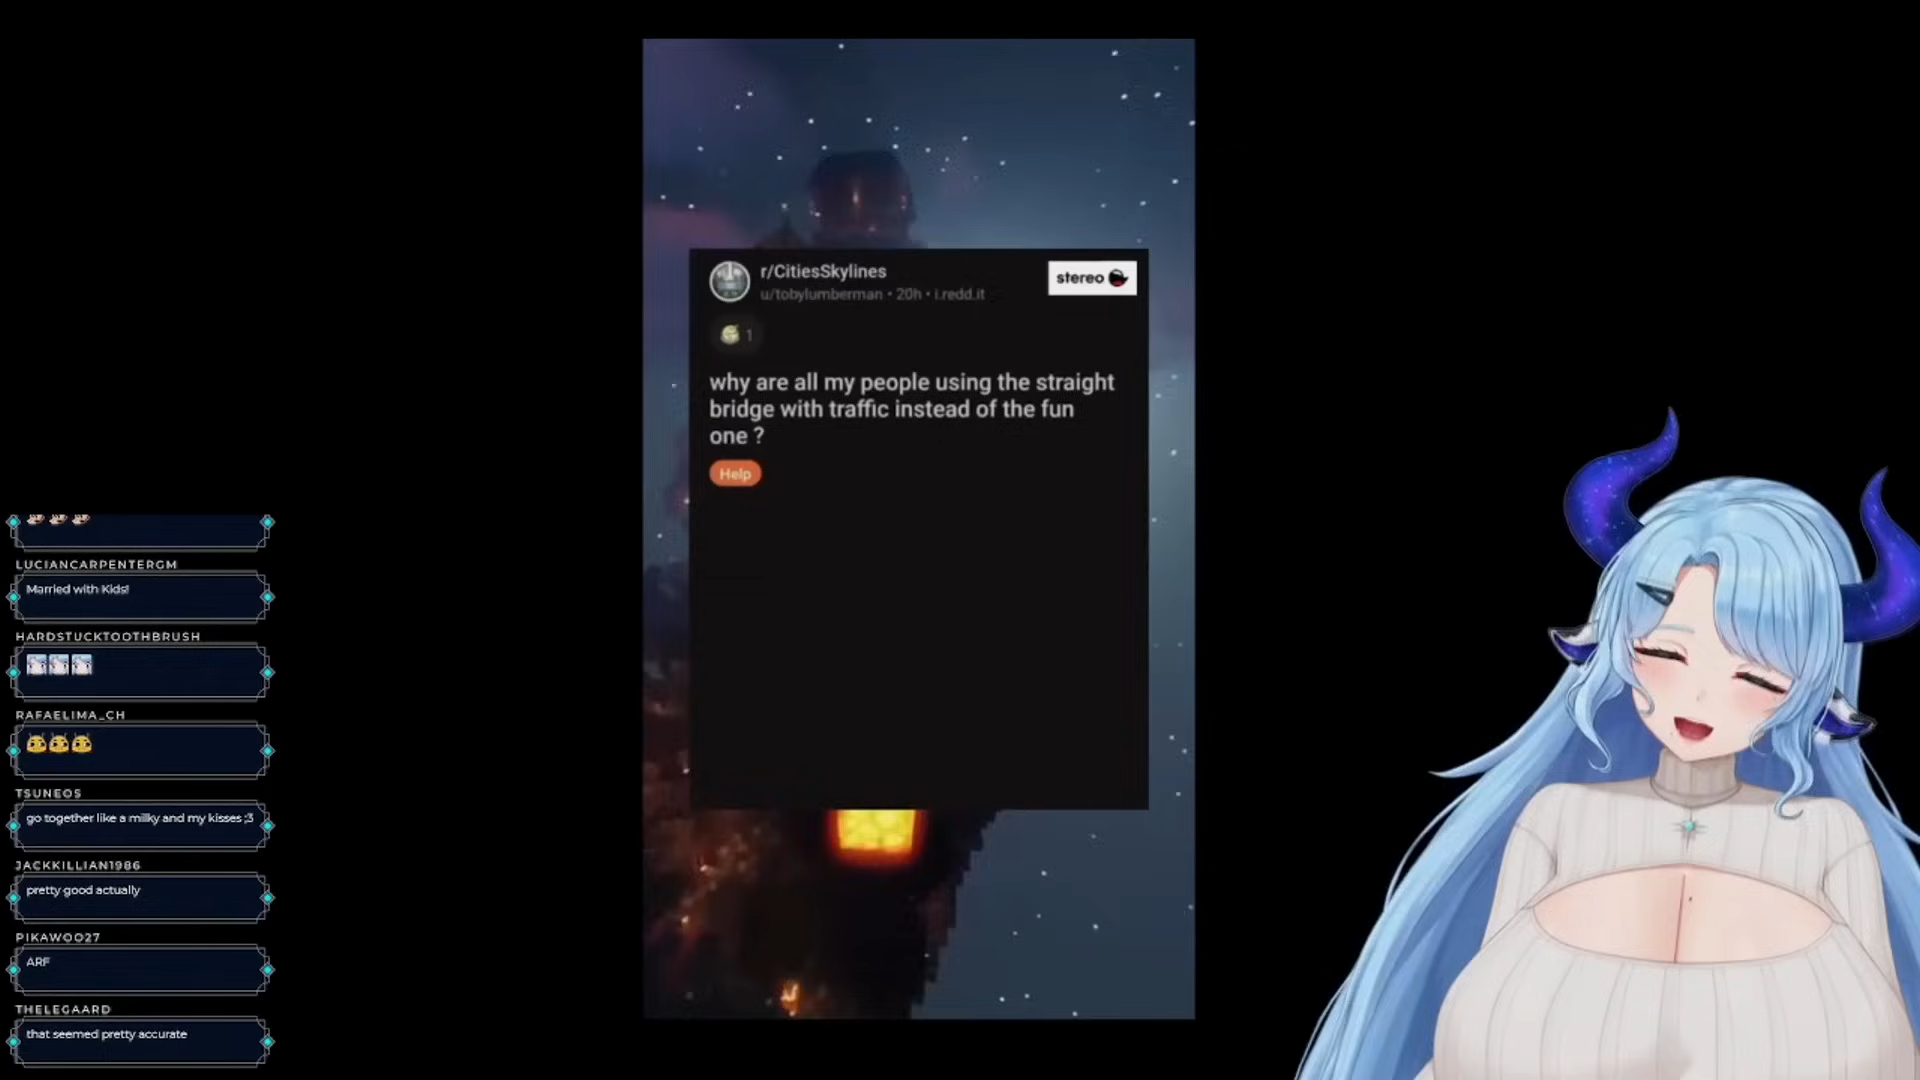 r/CitiesSkylines
u/tobylumberman • 20h • i.redd.it
stereo
1
why are all my people using the straight
bridge with traffic instead of the fun
one ?
Help
LUCIANCARPENTERGM
Married with Kids!
HARDSTUCKTOOTHBRUSH
RAFAELIMA_CH
TSUNEOS
go together like a milky and my kisses ;3
JACKKILLIAN1986
pretty good actually
PIKAWOO27
ARF
THELEGAARD
that seemed pretty accurate